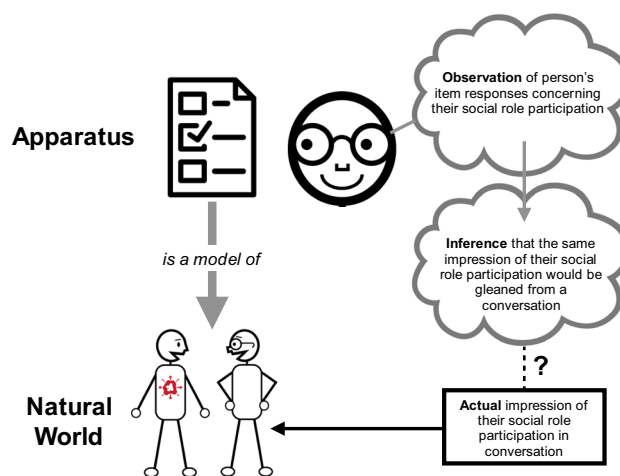 Observation of person's
item responses concerning
their social role participation
Apparatus
is a model of
Inference that the same
impression of their social
role participation would be
gleaned from a
conversation
?
Natural
World
Actual impression of
their social role
participation in
conversation